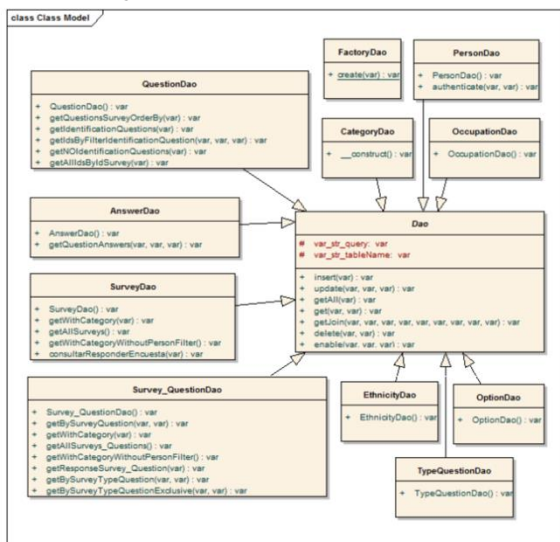 class Class Model
FactoryDao
+ create(var) : var
PersonDao
+ PersonDao() : var
+ authenticate(var, var) : var
QuestionDao
+ QuestionDao() : var
+ getQuestionsSurveyOrderBy(var) : var
+ getIdentificationQuestions(var) : var
+ getIdsByFilterIdentificationQuestion(var, var, var) : var
+ getNOIdentificationQuestions(var) : var
+ getAllIdsByIdSurvey(var) : var
CategoryDao
+ __construct() : var
OccupationDao
+ OccupationDao() : var
AnswerDao
+ AnswerDao() : var
+ getQuestionAnswers(var, var, var) : var
Dao
# var_str_query: var
# var_str_tableName: var
+ insert(var) : var
+ update(var, var, var) : var
+ getAll(var) : var
+ get(var, var) : var
+ getJoin(var, var, var, var, var, var, var, var, var) : var
+ delete(var, var) : var
+ enable(var, var, var) : var
SurveyDao
+ SurveyDao() : var
+ getWithCategory(var) : var
+ getAllSurveys() : var
+ getWithCategoryWithoutPersonFilter() : var
+ consultarResponderEncuesta(var) : var
Survey_QuestionDao
+ Survey_QuestionDao() : var
+ getBySurveyQuestion(var, var) : var
+ getWithCategory(var) : var
+ getAllSurveys_Questions() : var
+ getWithCategoryWithoutPersonFilter() : var
+ getResponseSurvey_Question(var) : var
+ getBySurveyTypeQuestion(var, var) : var
+ getBySurveyTypeQuestionExclusive(var, var) : var
EthnicityDao
+ EthnicityDao() : var
OptionDao
+ OptionDao() : var
TypeQuestionDao
+ TypeQuestionDao() : var